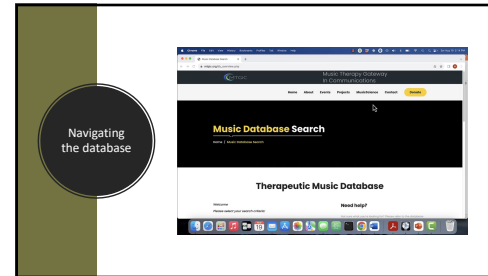 Navigating
the database
Music Therapy Gateway
In Communications
Home About Events Projects MusicScience Contact Donate
Music Database Search
Home | Music Database Search
Therapeutic Music Database
Welcome
Please select your search criteria:
Need help?